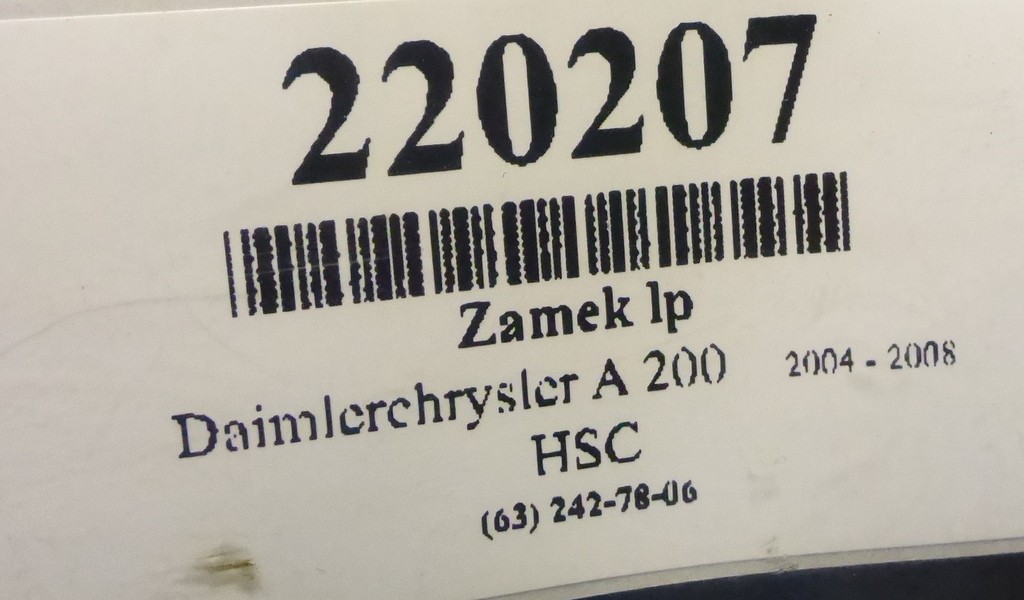 220207
Zamek lp
Daimlerchrysler A 200 2004 - 2008
HSC
(63) 242-78-06